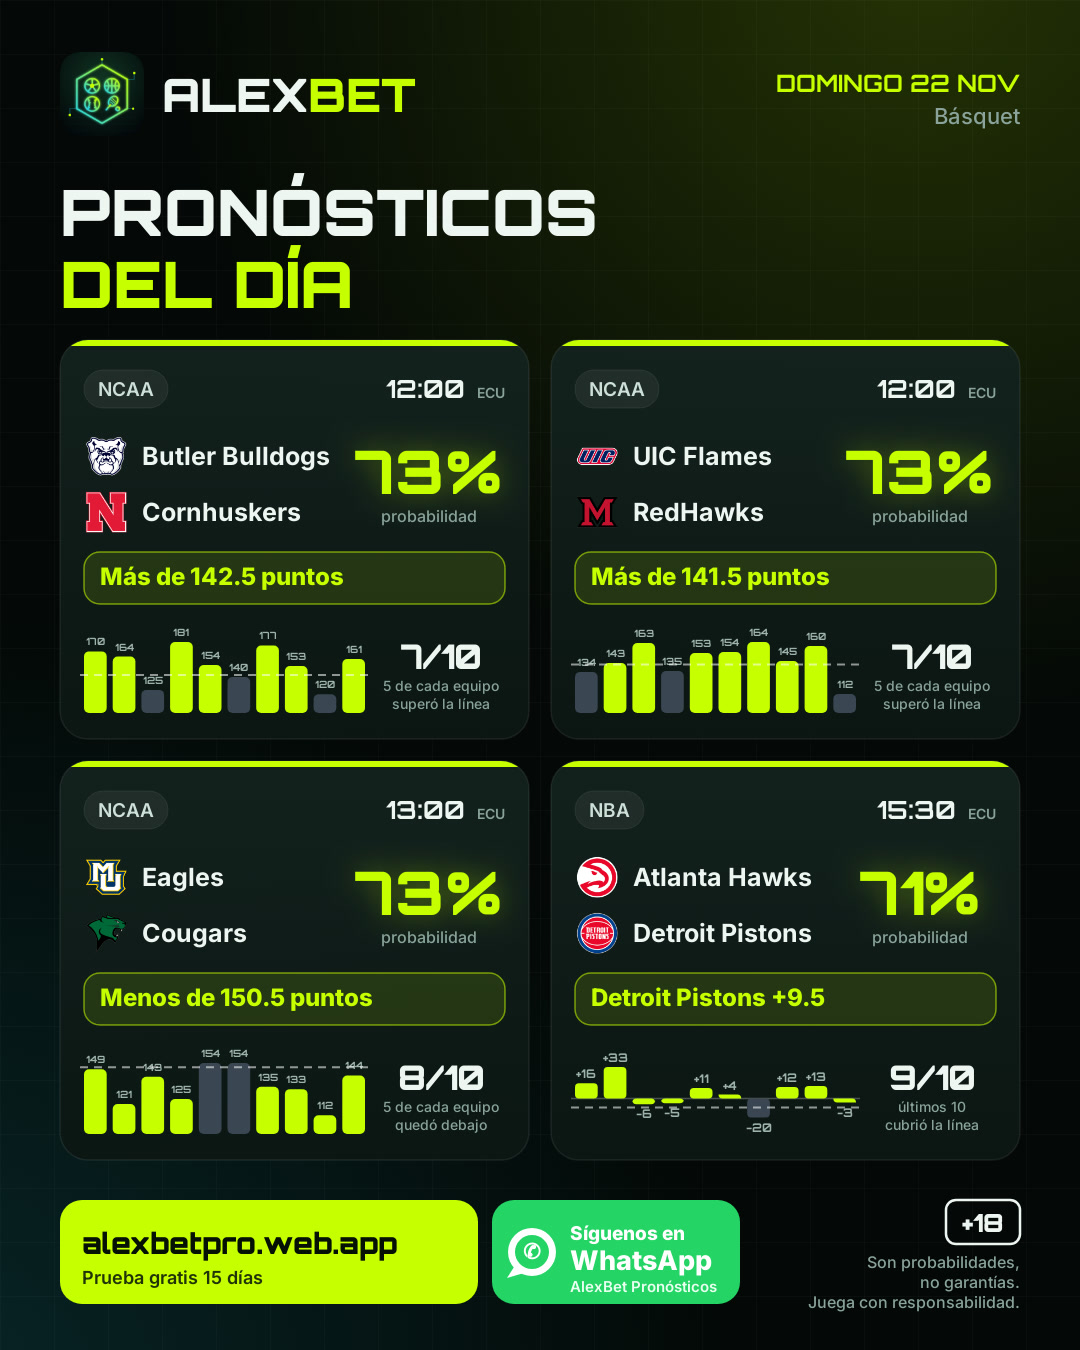 ALEXBET
DOMINGO 22 NOV
Básquet
PRONÓSTICOS
DEL DÍA
NCAA
12:00 ECU
Butler Bulldogs
Cornhuskers
73%
probabilidad
Más de 142.5 puntos
170 164 125 181 154 140 177 153 120 161
7/10
5 de cada equipo
superó la línea
NCAA
12:00 ECU
UIC
UIC Flames
M
RedHawks
73%
probabilidad
Más de 141.5 puntos
134 143 163 135 153 154 164 145 160 112
7/10
5 de cada equipo
superó la línea
NCAA
13:00 ECU
MU
Eagles
Cougars
73%
probabilidad
Menos de 150.5 puntos
149 121 143 125 154 154 135 133 112 144
8/10
5 de cada equipo
quedó debajo
NBA
15:30 ECU
Atlanta Hawks
DETROIT
PISTONS
Detroit Pistons
71%
probabilidad
Detroit Pistons +9.5
+16 +33 -6 -5 +11 +4 -20 +12 +13 -3
9/10
últimos 10
cubrió la línea
alexbetpro.web.app
Prueba gratis 15 días
Síguenos en
WhatsApp
AlexBet Pronósticos
+18
Son probabilidades,
no garantías.
Juega con responsabilidad.